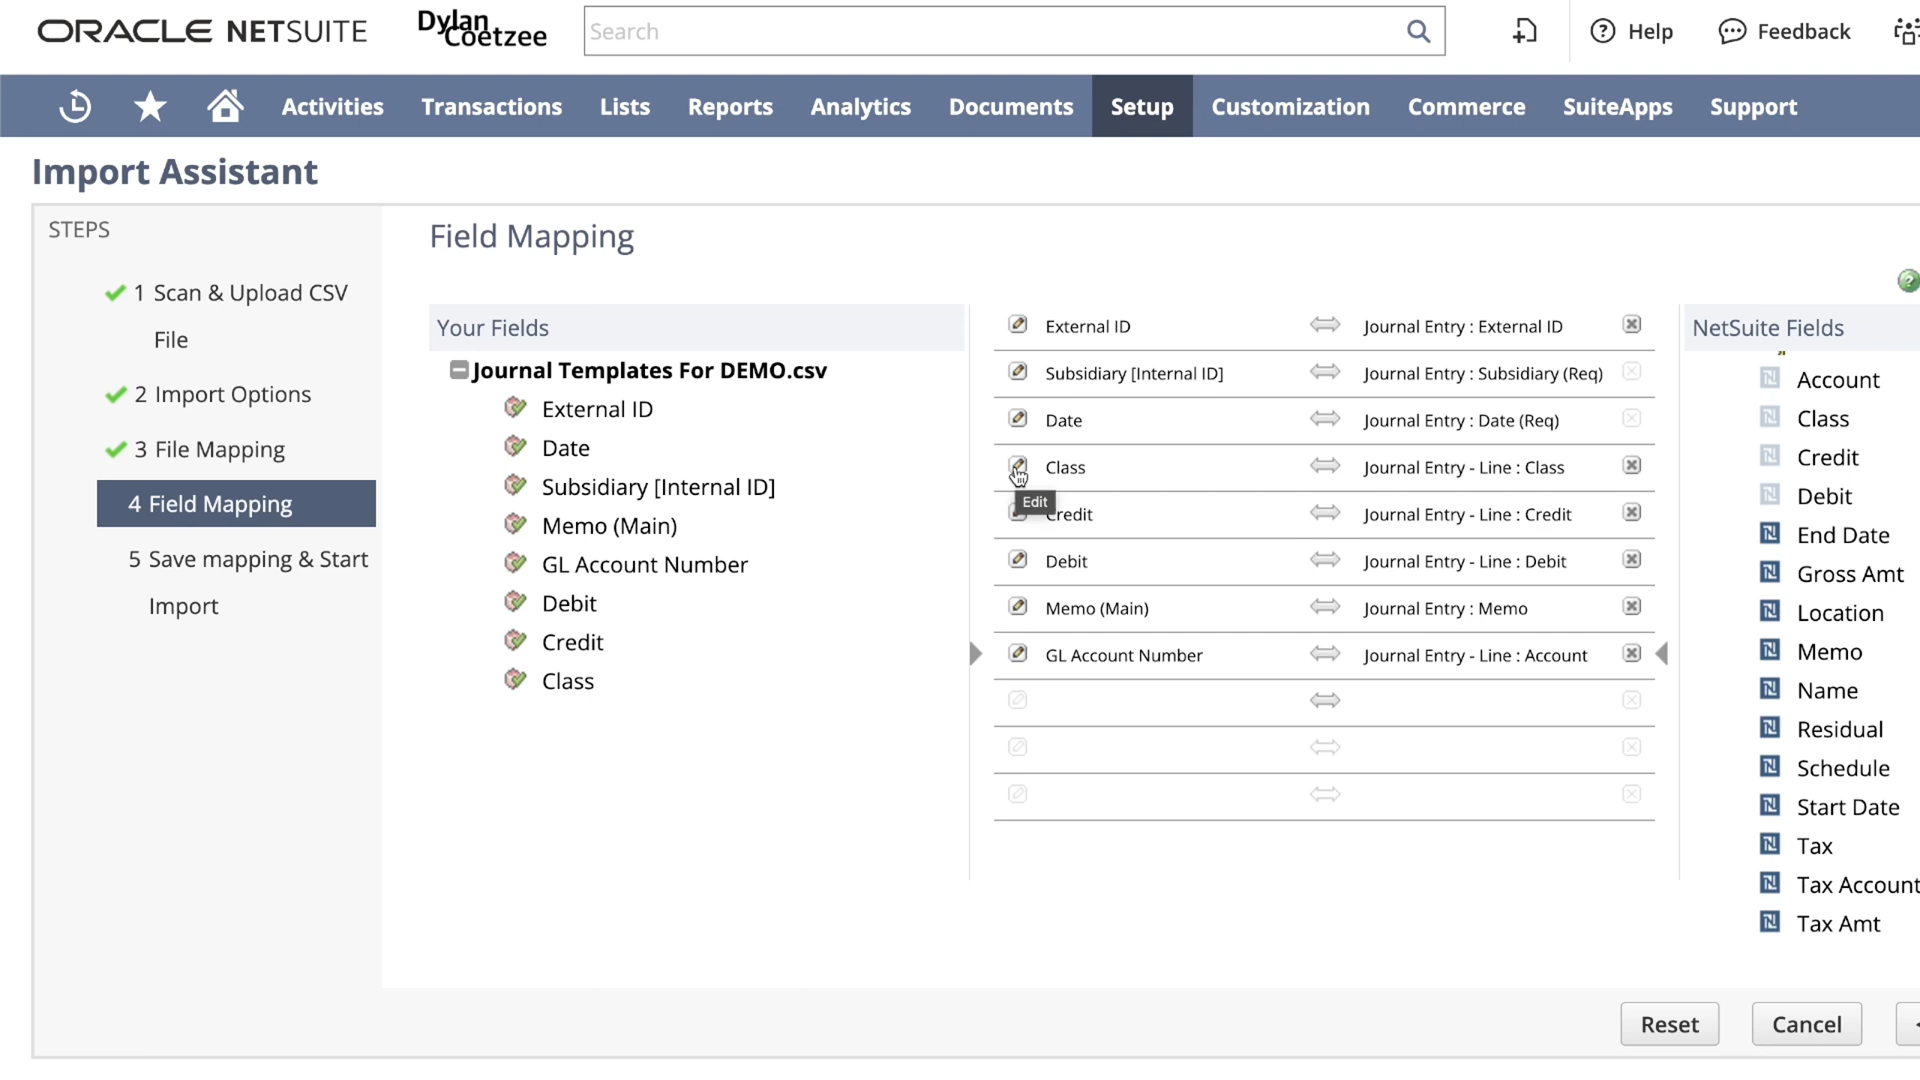 ORACLE NETSUITE
Dylan
Coetzee
Search
Help
Feedback
Activities
Transactions
Lists
Reports
Analytics
Documents
Setup
Customization
Commerce
SuiteApps
Support
Import Assistant
STEPS
1 Scan & Upload CSV
File
2 Import Options
3 File Mapping
4 Field Mapping
5 Save mapping & Start
Import
Field Mapping
Your Fields
Journal Templates For DEMO.csv
External ID
Date
Subsidiary [Internal ID]
Memo (Main)
GL Account Number
Debit
Credit
Class
External ID Journal Entry : External ID
Subsidiary [Internal ID] Journal Entry : Subsidiary (Req)
Date Journal Entry : Date (Req)
Class Journal Entry - Line : Class
Edit
Credit Journal Entry - Line : Credit
Debit Journal Entry - Line : Debit
Memo (Main) Journal Entry : Memo
GL Account Number Journal Entry - Line : Account
NetSuite Fields
Account
Class
Credit
Debit
End Date
Gross Amt
Location
Memo
Name
Residual
Schedule
Start Date
Tax
Tax Account
Tax Amt
Reset
Cancel